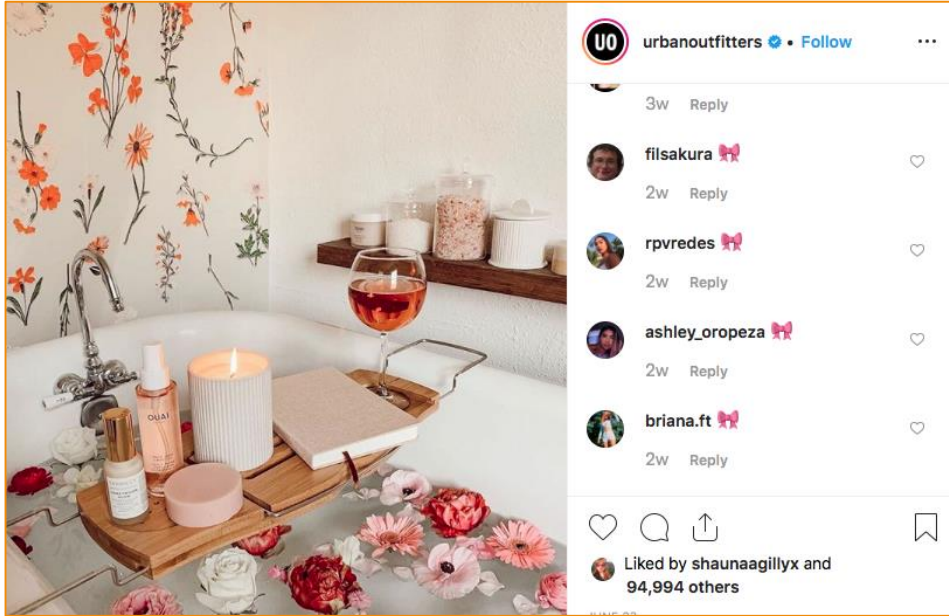 OUAI
UO
urbanoutfitters • Follow
3w Reply
filsakura 🎀
2w Reply
rpvredes 🎀
2w Reply
ashley_oropeza 🎀
2w Reply
briana.ft 🎀
2w Reply
Liked by shaunaagillyx and
94,994 others